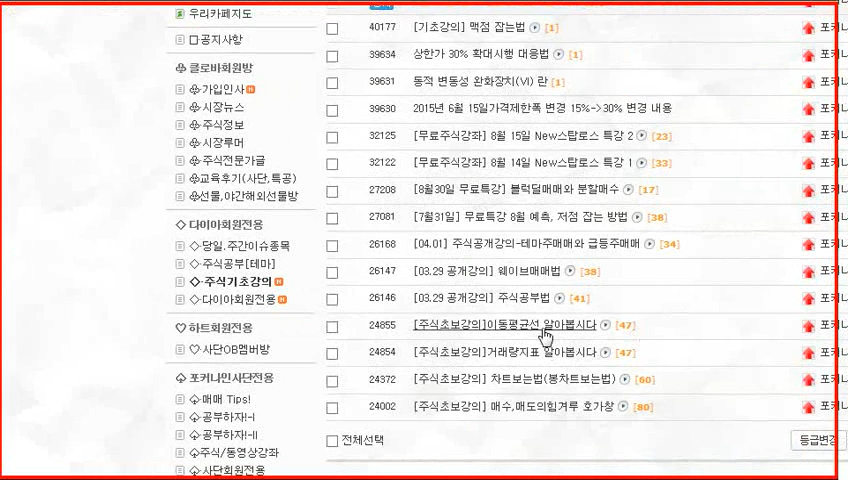 우리카페지도
공지사항
클로바회원방
가입인사
시장뉴스
주식정보
시장루머
주식전문가글
교육후기(사단,특공)
선물,야간해외선물방
다이아회원전용
당일.주간이슈종목
주식공부[테마]
주식기초강의
다이아회원전용
하트회원전용
사단OB멤버방
포커나인사단전용
매매 Tips!
공부하자!-I
공부하자!-II
주식/동영상강좌
사단회원전용
40177 [기초강의] 맥점 잡는법 [1]
39634 상한가 30% 확대시행 대응법 [1]
39631 동적 변동성 완화장치(VI) 란 [1]
39630 2015년 6월 15일가격제한폭 변경 15%->30% 변경 내용
32125 [무료주식강좌] 8월 15일 New스탑로스 특강 2 [23]
32122 [무료주식강좌] 8월 14일 New스탑로스 특강 1 [33]
27208 [8월30일 무료특강] 블럭딜매매와 분할매수 [17]
27081 [7월31일] 무료특강 8월 예측, 저점 잡는 방법 [38]
26168 [04.01] 주식공개강의-테마주매매와 급등주매매 [34]
26147 [03.29 공개강의] 웨이브매매법 [38]
26146 [03.29 공개강의] 주식공부법 [41]
24855 [주식초보강의]이동평균선 알아봅시다 [47]
24854 [주식초보강의]거래량지표 알아봅시다 [47]
24372 [주식초보강의] 차트보는법(봉차트보는법) [60]
24002 [주식초보강의] 매수,매도의힘겨루 호가창 [80]
전체선택
등급변경